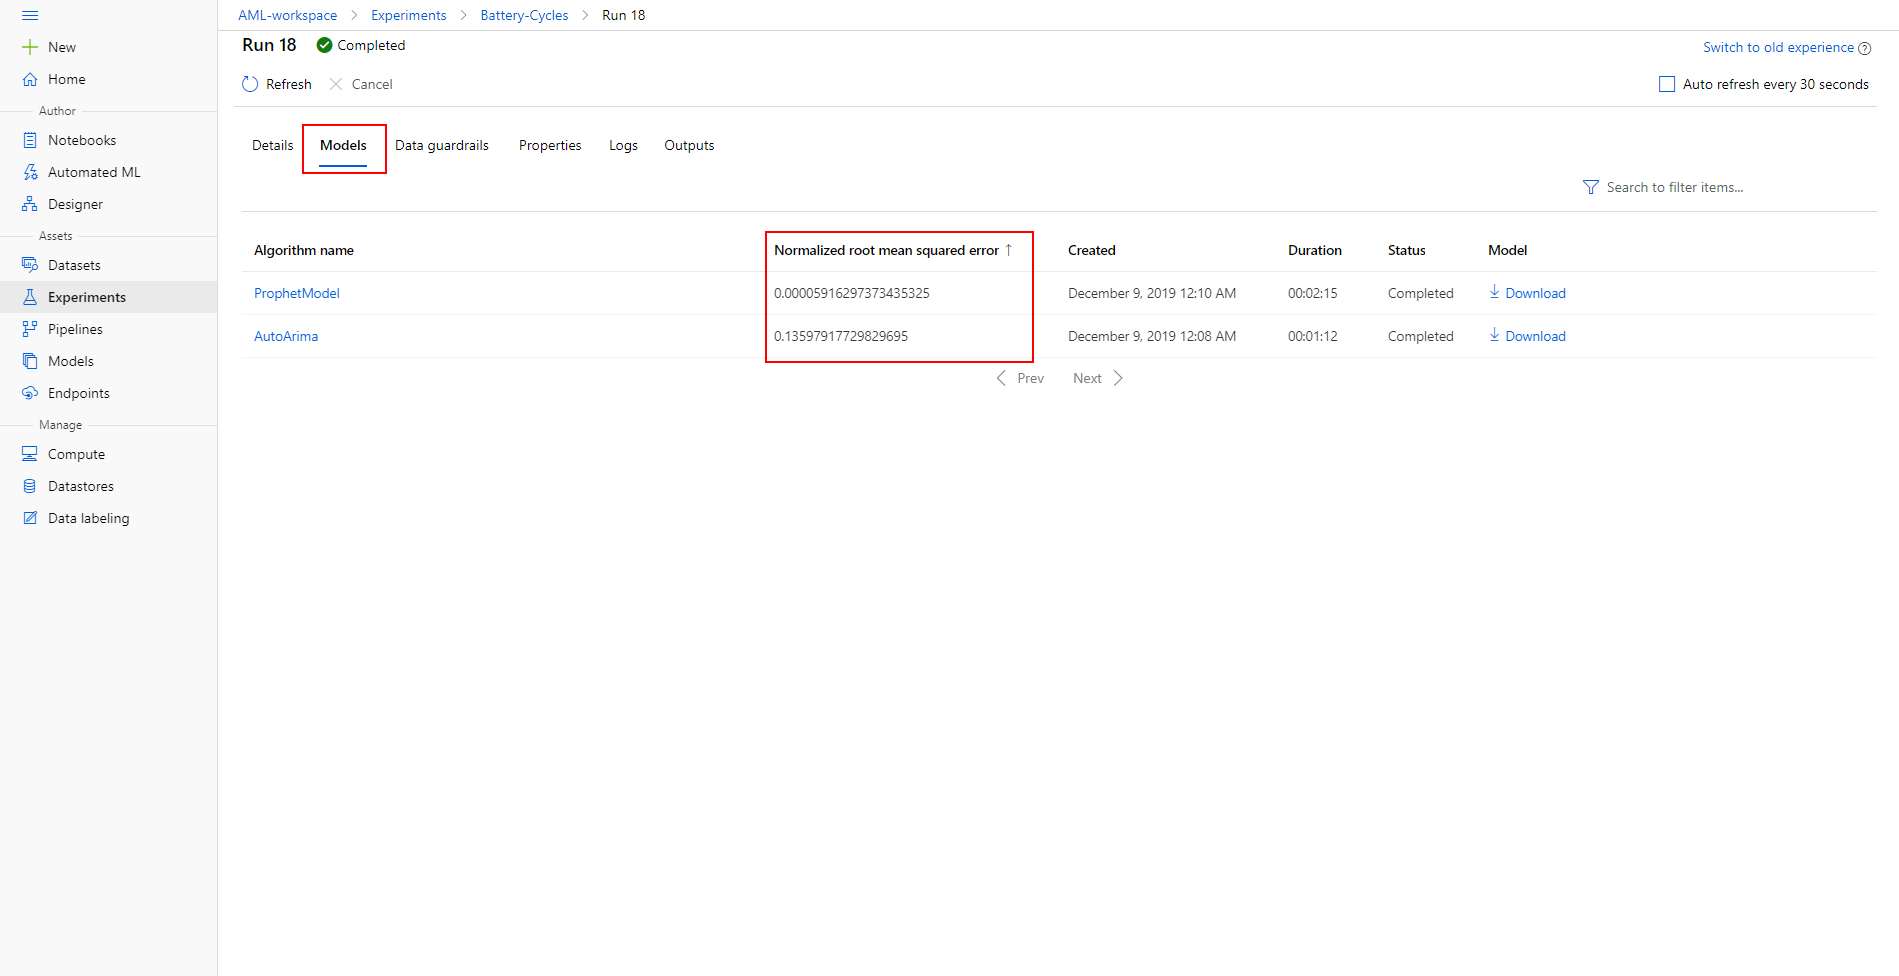 AML-workspace > Experiments > Battery-Cycles > Run 18
New
Home
Author
Notebooks
Automated ML
Designer
Assets
Datasets
Experiments
Pipelines
Models
Endpoints
Manage
Compute
Datastores
Data labeling
Run 18 Completed
Switch to old experience
Refresh Cancel
Auto refresh every 30 seconds
Details Models Data guardrails Properties Logs Outputs
Search to filter items...
Algorithm name Normalized root mean squared error ↑ Created Duration Status Model
ProphetModel 0.00005916297373435325 December 9, 2019 12:10 AM 00:02:15 Completed Download
AutoArima 0.13597917729829695 December 9, 2019 12:08 AM 00:01:12 Completed Download
Prev Next